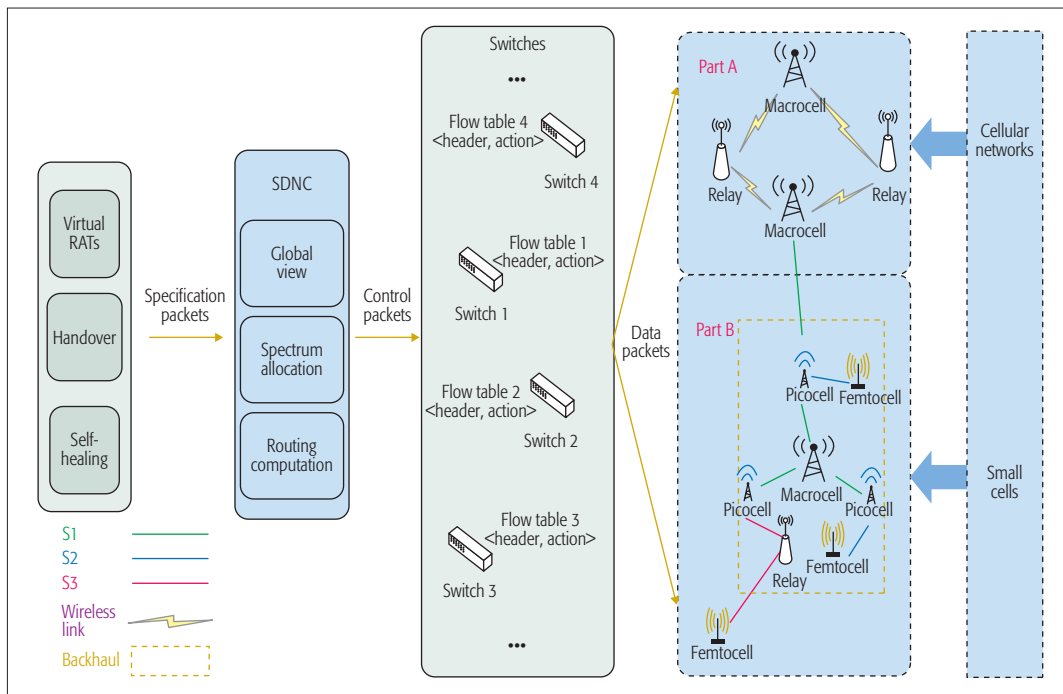 Virtual
RATs
Handover
Self-
healing
Specification
packets
SDNC
Global
view
Spectrum
allocation
Routing
computation
Control
packets
Switches
...
Flow table 4
<header, action>
Switch 4
Flow table 1
<header, action>
Switch 1
Flow table 2
<header, action>
Switch 2
Flow table 3
<header, action>
Switch 3
...
Data
packets
Part A
Macrocell
Relay
Relay
Macrocell
Part B
Picocell
Femtocell
Macrocell
Picocell
Picocell
Relay
Femtocell
Femtocell
Cellular
networks
Small
cells
S1
S2
S3
Wireless
link
Backhaul